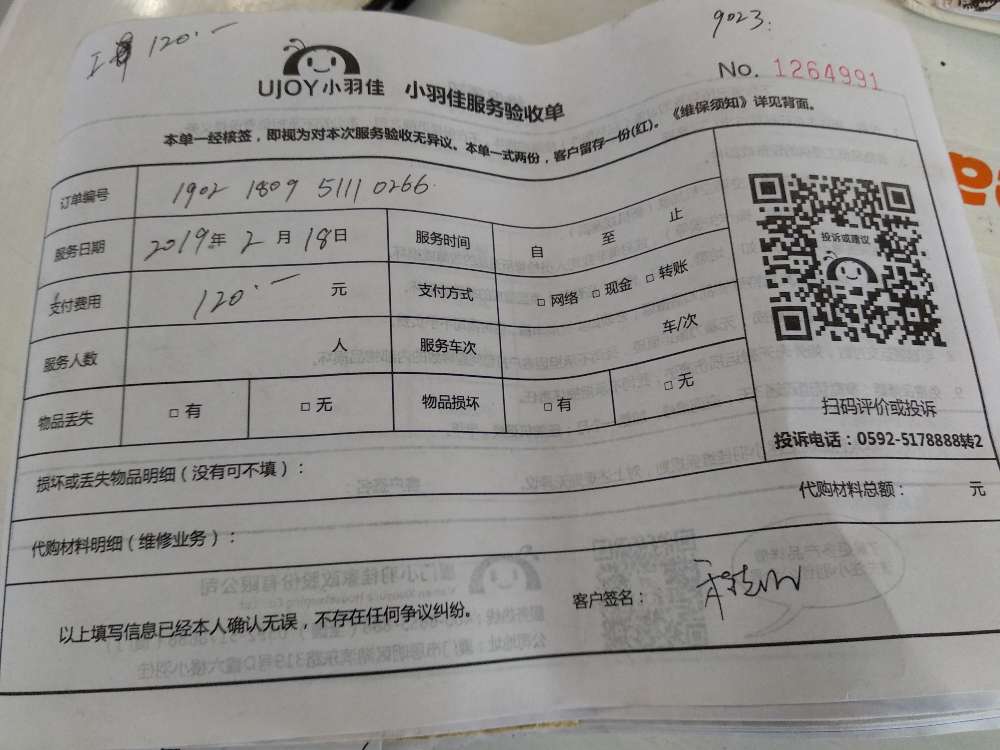 120.一
9023.
UJOY小羽佳 小羽佳服务验收单
No. 1264991
本单一经核签，即视为对本次服务验收无异议。本单一式两份，客户留存一份(红)。《维保须知》详见背面。
订单编号 1902 1809 5111 0266
服务日期 2019年 2 月 18日 服务时间 自 至 止
支付费用 120.一 元 支付方式 □ 网络 □ 现金 □ 转账
服务人数 人 服务车次 车/次
物品丢失 □ 有 □ 无 物品损坏 □ 有 □ 无
投诉或建议
扫码评价或投诉
投诉电话：0592-5178888转2
损坏或丢失物品明细（没有可不填）：
代购材料总额： 元
代购材料明细（维修业务）：
客户签名：
以上填写信息已经本人确认无误，不存在任何争议纠纷。